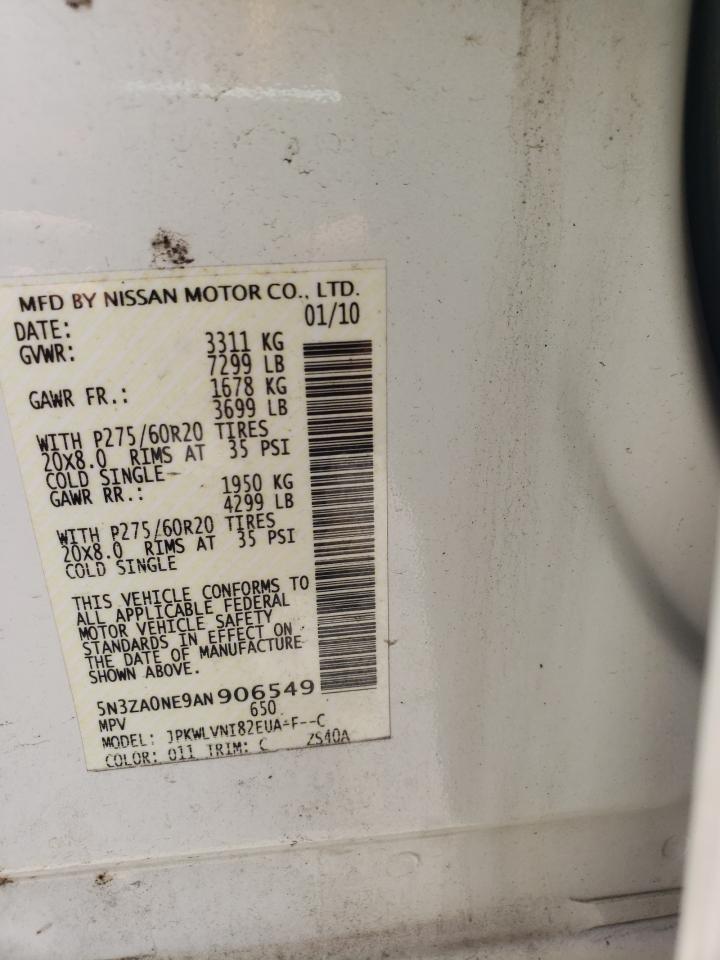 MFD BY NISSAN MOTOR CO., LTD.
DATE: 01/10
GVWR: 3311 KG
7299 LB
GAWR FR.: 1678 KG
3699 LB
WITH P275/60R20 TIRES
20X8.0 RIMS AT 35 PSI
COLD SINGLE
GAWR RR.: 1950 KG
4299 LB
WITH P275/60R20 TIRES
20X8.0 RIMS AT 35 PSI
COLD SINGLE
THIS VEHICLE CONFORMS TO
ALL APPLICABLE FEDERAL
MOTOR VEHICLE SAFETY
STANDARDS IN EFFECT ON
THE DATE OF MANUFACTURE
SHOWN ABOVE.
5N3ZA0NE9AN906549
MPV 650
MODEL: JPKWLVNI82EUA-F--C
COLOR: 011 TRIM: C ZS40A